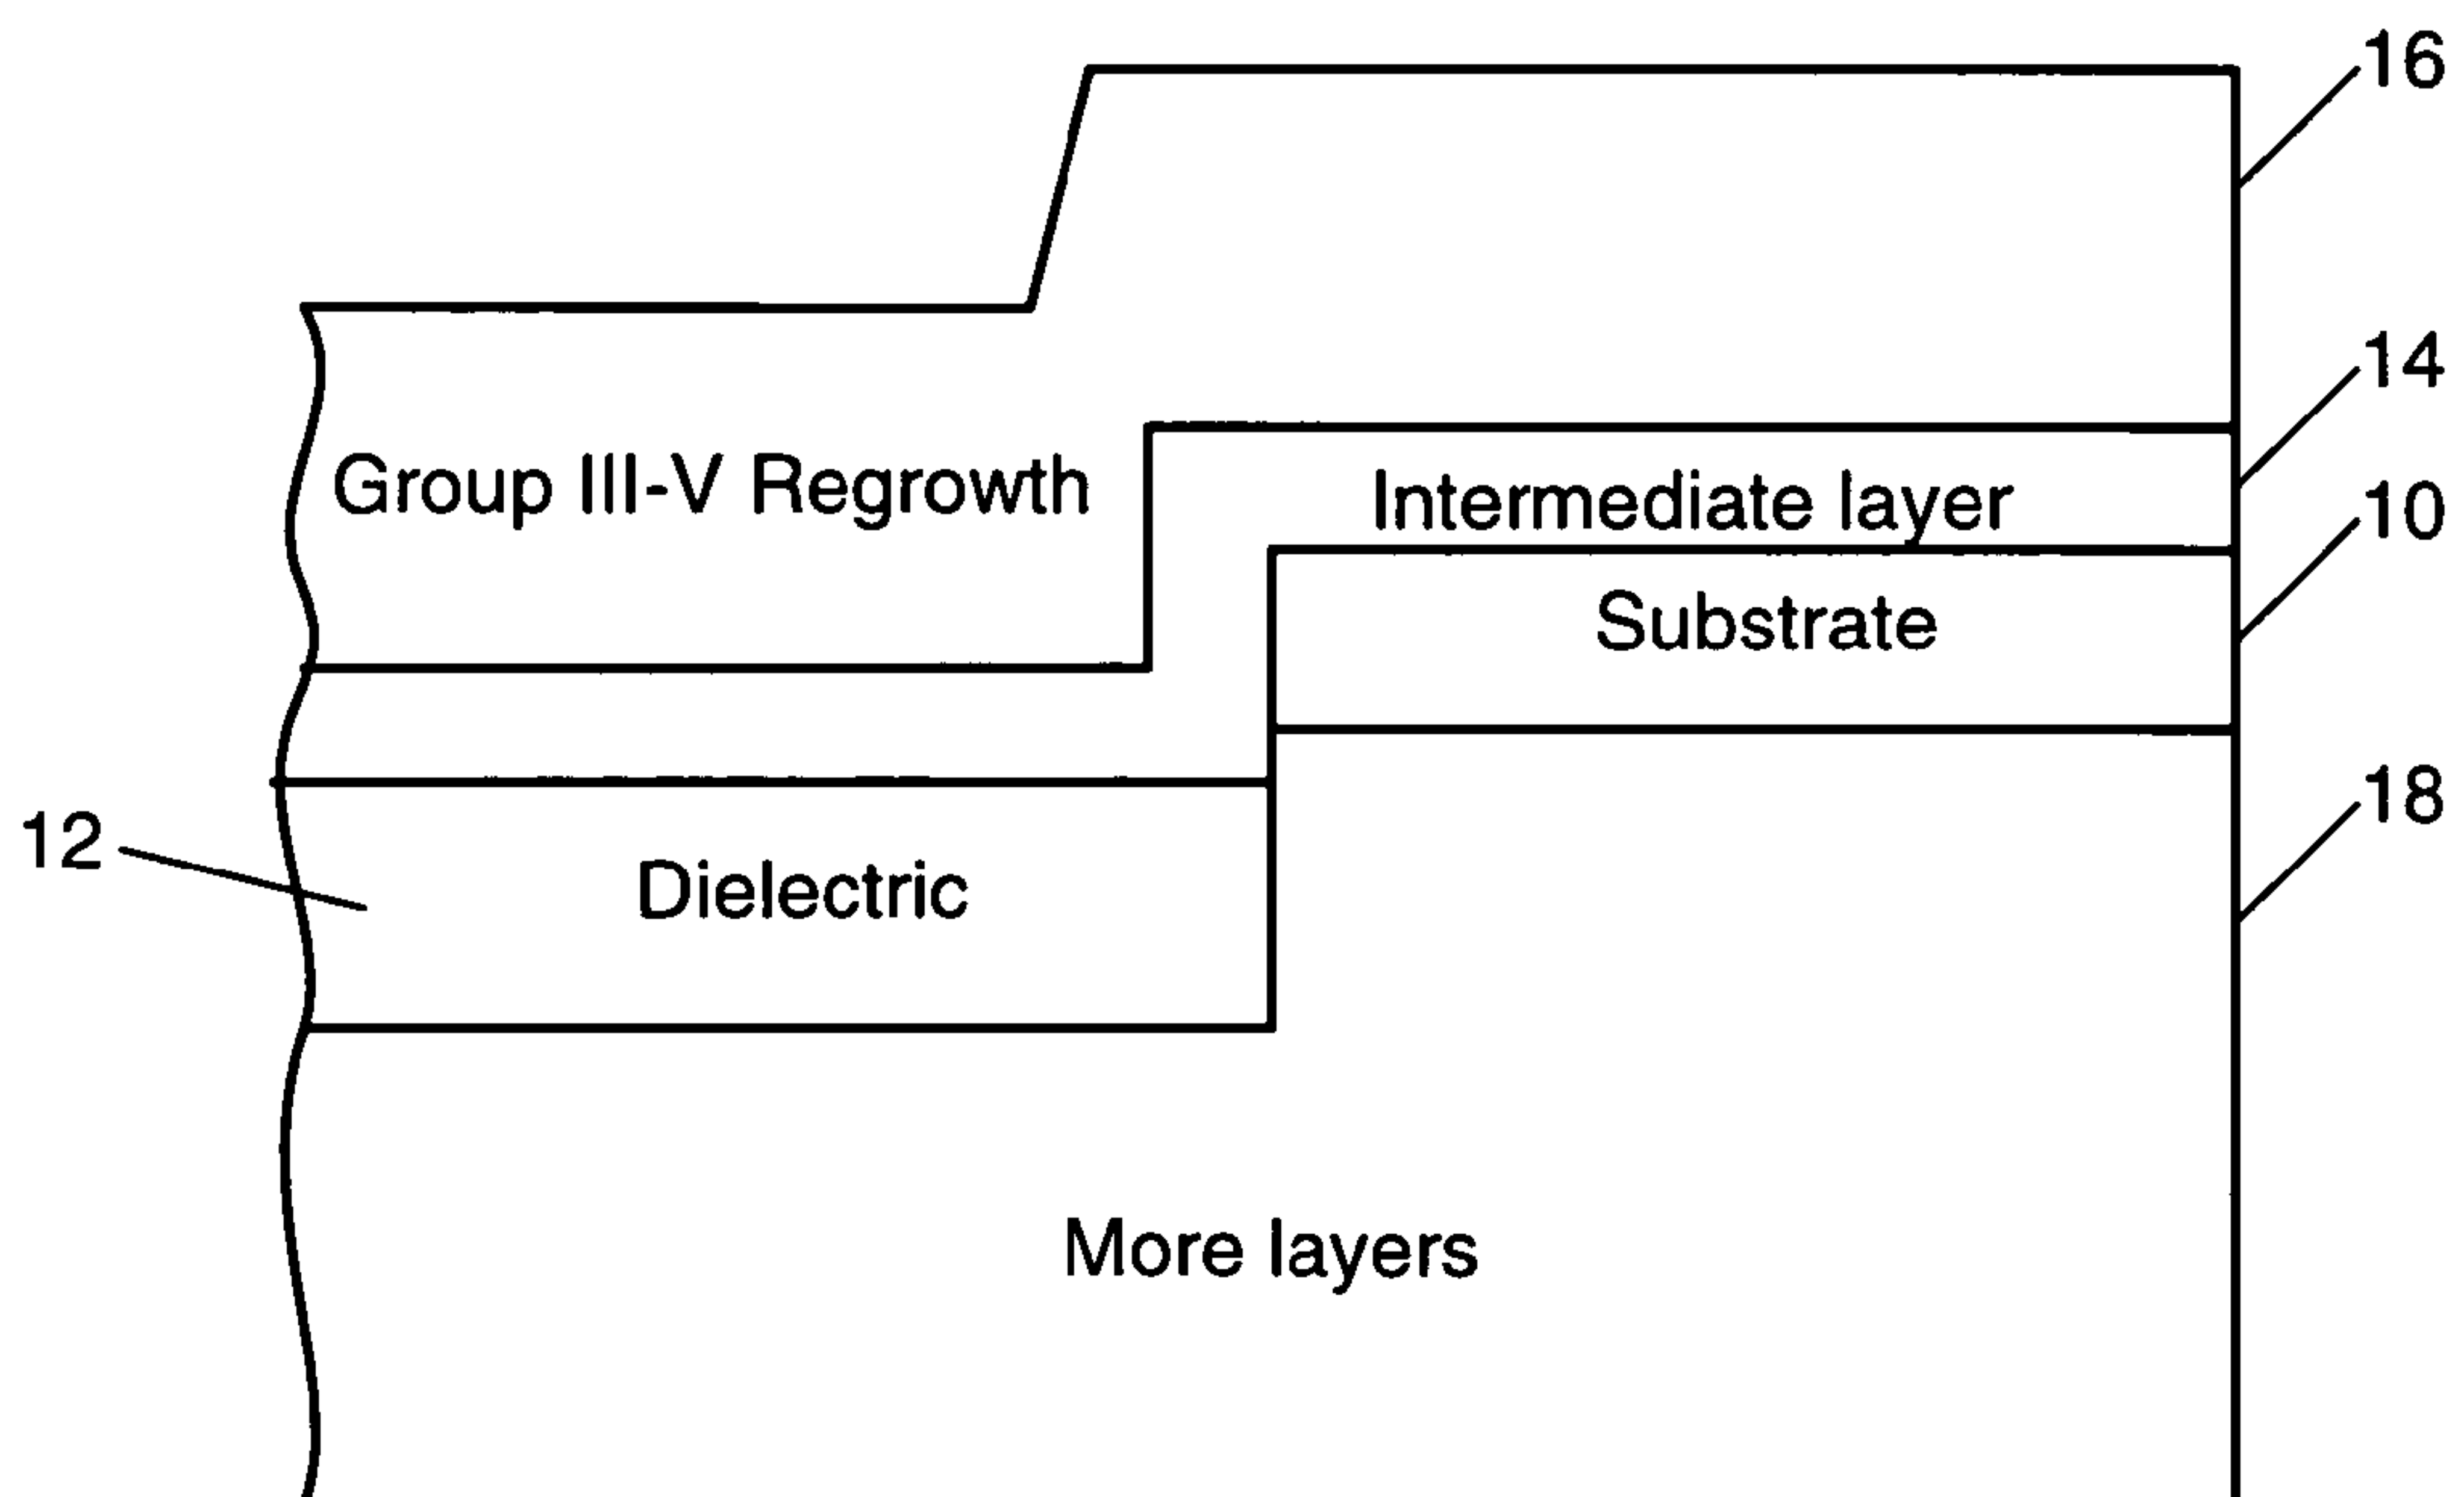 16
14
Group III-V Regrowth
Intermediate layer
10
Substrate
18
12
Dielectric
More layers